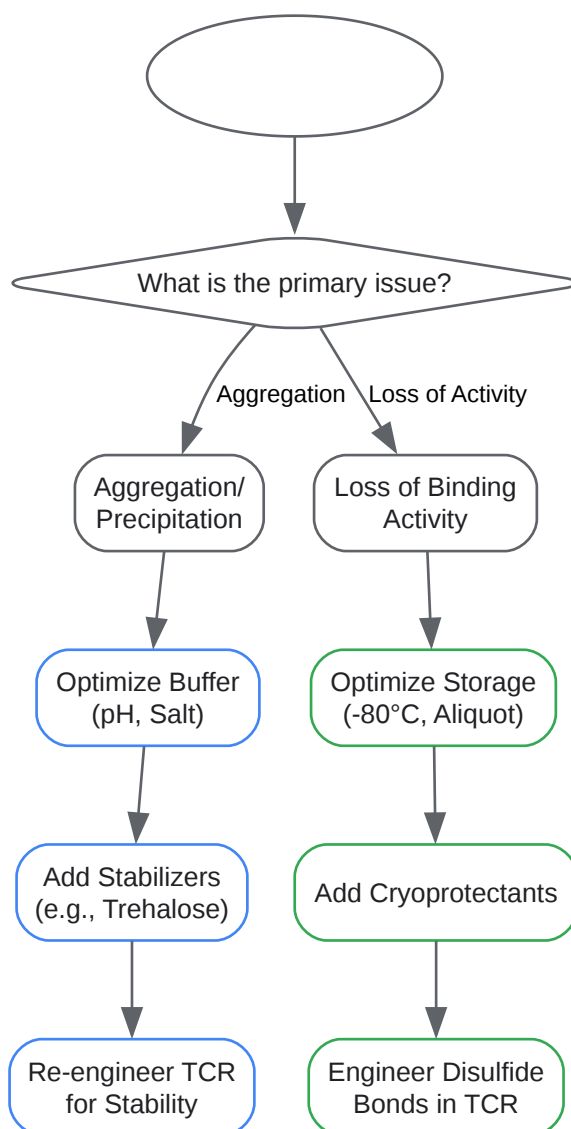 What is the primary issue?
Aggregation
Loss of Activity
Aggregation/
Precipitation
Loss of Binding
Activity
Optimize Buffer
(pH, Salt)
Optimize Storage
(-80°C, Aliquot)
Add Stabilizers
(e.g., Trehalose)
Add Cryoprotectants
Re-engineer TCR
for Stability
Engineer Disulfide
Bonds in TCR